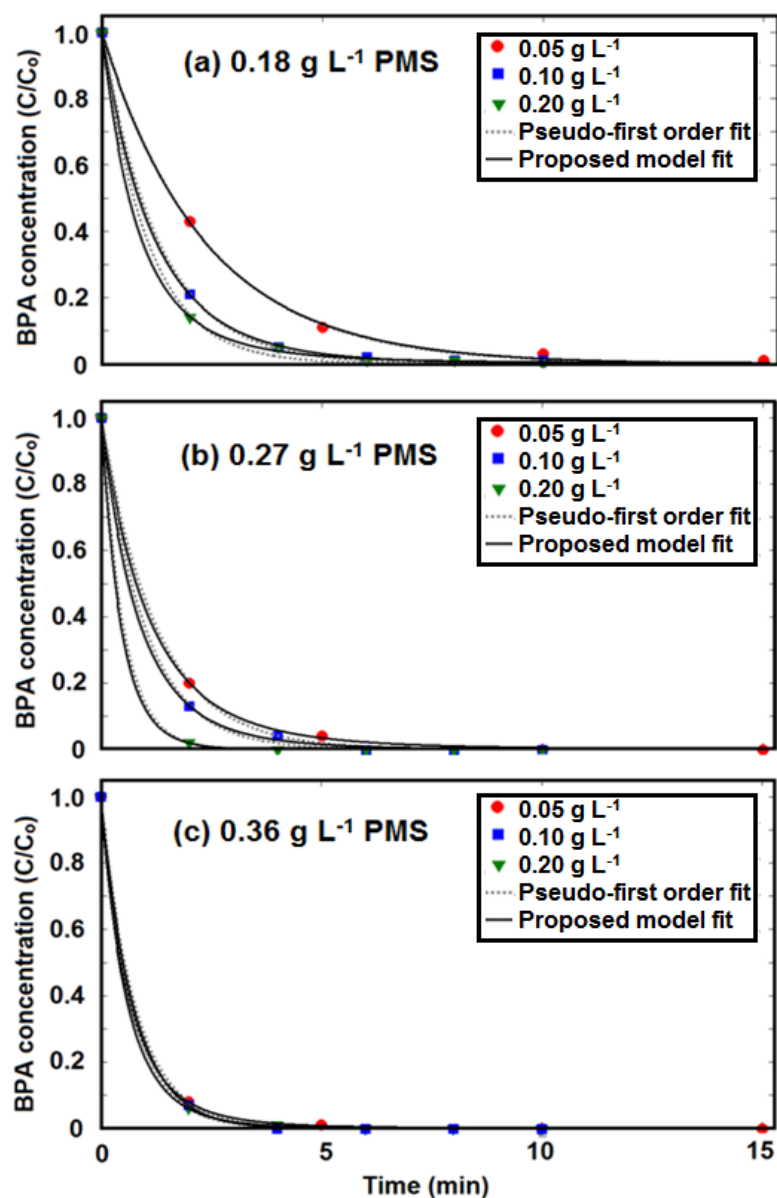 BPA concentration (C/Cₒ)
1.0
0.8
0.6
0.4
0.2
0
(a) 0.18 g L⁻¹ PMS
0.05 g L⁻¹
0.10 g L⁻¹
0.20 g L⁻¹
Pseudo-first order fit
Proposed model fit
0
5
10
15
BPA concentration (C/Cₒ)
1.0
0.8
0.6
0.4
0.2
0
(b) 0.27 g L⁻¹ PMS
0.05 g L⁻¹
0.10 g L⁻¹
0.20 g L⁻¹
Pseudo-first order fit
Proposed model fit
BPA concentration (C/Cₒ)
1.0
0.8
0.6
0.4
0.2
0
(c) 0.36 g L⁻¹ PMS
0.05 g L⁻¹
0.10 g L⁻¹
0.20 g L⁻¹
Pseudo-first order fit
Proposed model fit
0
5
10
15
Time (min)